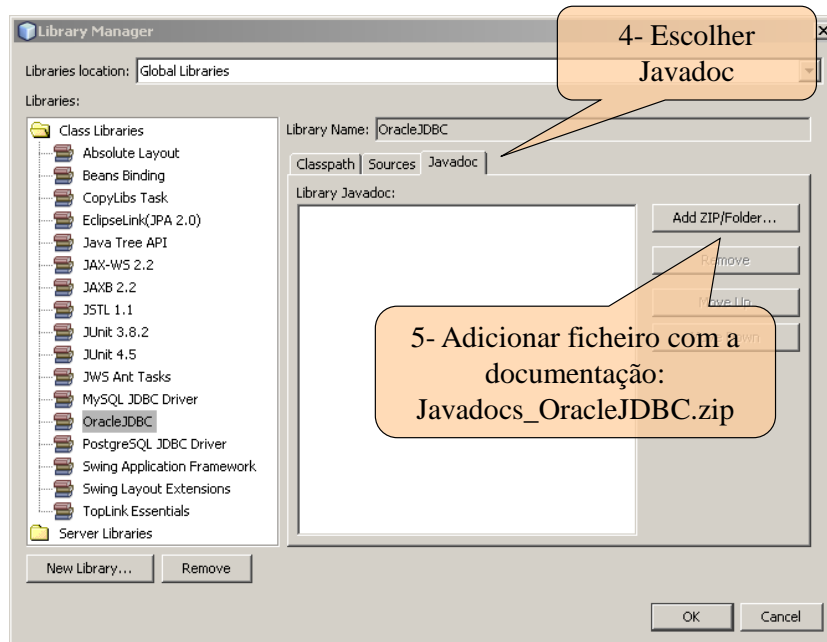 Library Manager
4- Escolher
Javadoc
Libraries location: Global Libraries
Libraries:
Class Libraries
Absolute Layout
Beans Binding
CopyLibs Task
EclipseLink(JPA 2.0)
Java Tree API
JAX-WS 2.2
JAXB 2.2
JSTL 1.1
JUnit 3.8.2
JUnit 4.5
JWS Ant Tasks
MySQL JDBC Driver
OracleJDBC
PostgreSQL JDBC Driver
Swing Application Framework
Swing Layout Extensions
TopLink Essentials
Server Libraries
Library Name: OracleJDBC
Classpath Sources Javadoc
Library Javadoc:
Add ZIP/Folder...
Remove
Move Up
5- Adicionar ficheiro com a
documentação:
Javadocs_OracleJDBC.zip
New Library... Remove
OK Cancel